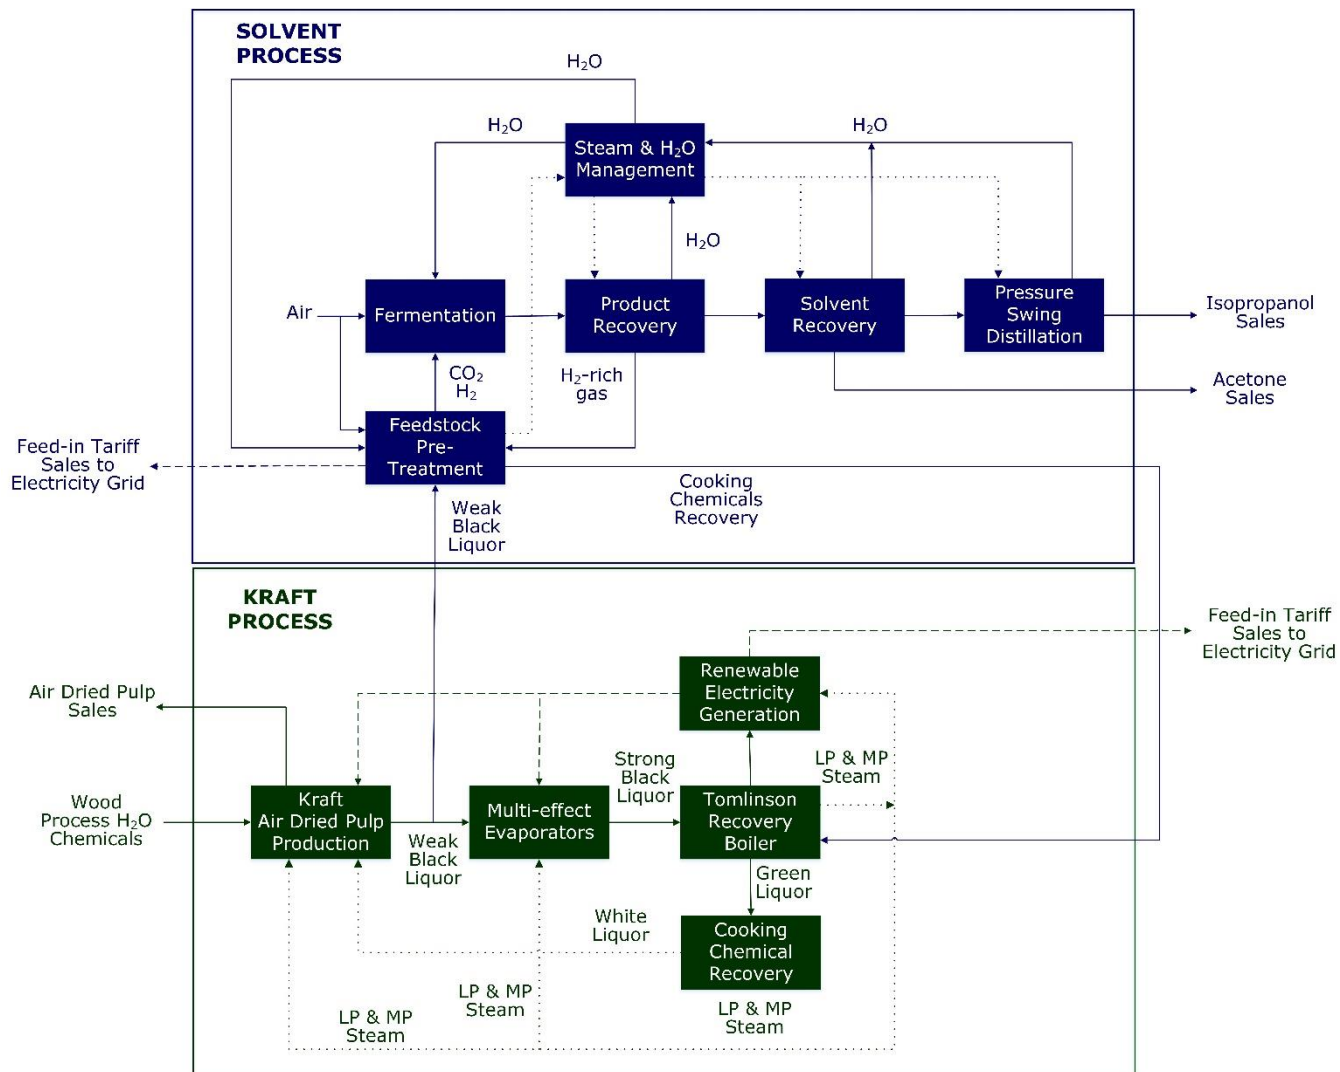 SOLVENT
PROCESS
H₂O
H₂O
H₂O
Steam & H₂O
Management
H₂O
Air
Fermentation
Product
Recovery
Solvent
Recovery
Pressure
Swing
Distillation
Isopropanol
Sales
CO₂
H₂
H₂-rich
gas
Acetone
Sales
Feedstock
Pre-
Treatment
Feed-in Tariff
Sales to
Electricity Grid
Cooking
Chemicals
Recovery
Weak
Black
Liquor
KRAFT
PROCESS
Feed-in Tariff
Sales to
Electricity Grid
Renewable
Electricity
Generation
Air Dried Pulp
Sales
Strong
Black
Liquor
LP & MP
Steam
Wood
Process H₂O
Chemicals
Kraft
Air Dried Pulp
Production
Weak
Black
Liquor
Multi-effect
Evaporators
Tomlinson
Recovery
Boiler
Green
Liquor
White
Liquor
Cooking
Chemical
Recovery
LP & MP
Steam
LP & MP
Steam
LP & MP
Steam